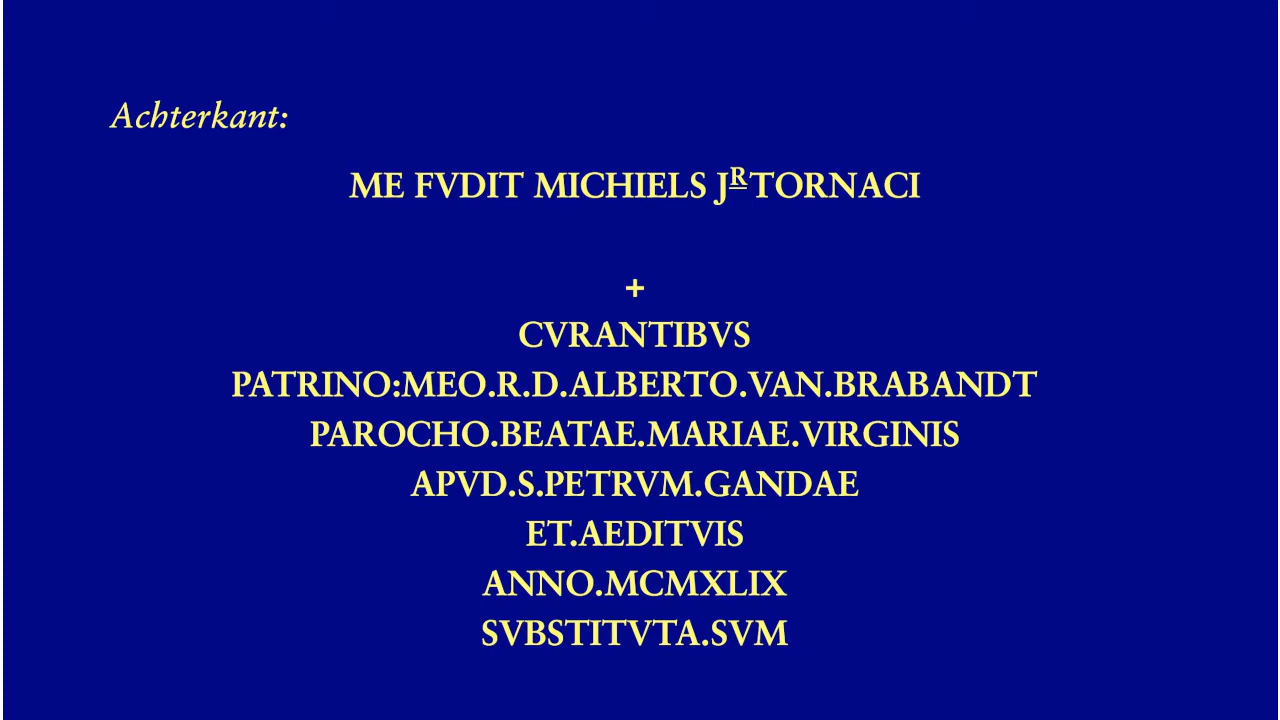 Achterkant:
ME FVDIT MICHIELS JR TORNACI
+
CVRANTIBVS
PATRINO:MEO.R.D.ALBERTO.VAN.BRABANDT
PAROCHO.BEATAE.MARIAE.VIRGINIS
APVD.S.PETRVM.GANDAE
ET.AEDITVIS
ANNO.MCMXLIX
SVBSTITVTA.SVM